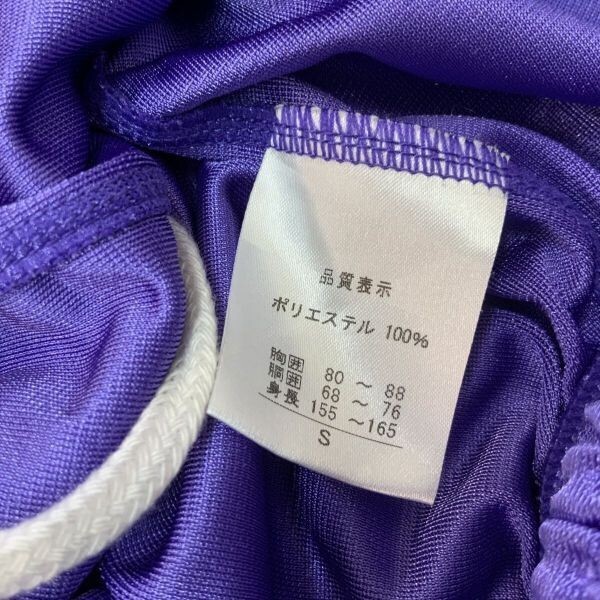 品質表示
ポリエステル 100%
胸囲 80 ～ 88
胴囲 68 ～ 76
身長 155 ～165
S